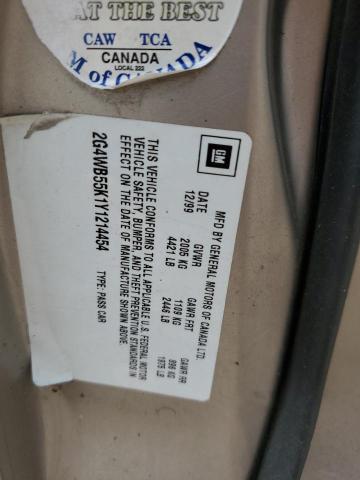 AT THE BEST
CAW TCA
CANADA
LOCAL 222
M of CANADA
GM
MFD BY GENERAL MOTORS OF CANADA LTD.
DATE GVWR GAWR FRT GAWR RR
12/99 2005 KG 1109 KG 896 KG
4421 LB 2446 LB 1975 LB
THIS VEHICLE CONFORMS TO ALL APPLICABLE U.S. FEDERAL MOTOR
VEHICLE SAFETY, BUMPER, AND THEFT PREVENTION STANDARDS IN
EFFECT ON THE DATE OF MANUFACTURE SHOWN ABOVE.
2G4WB55K1Y1214454 TYPE: PASS CAR